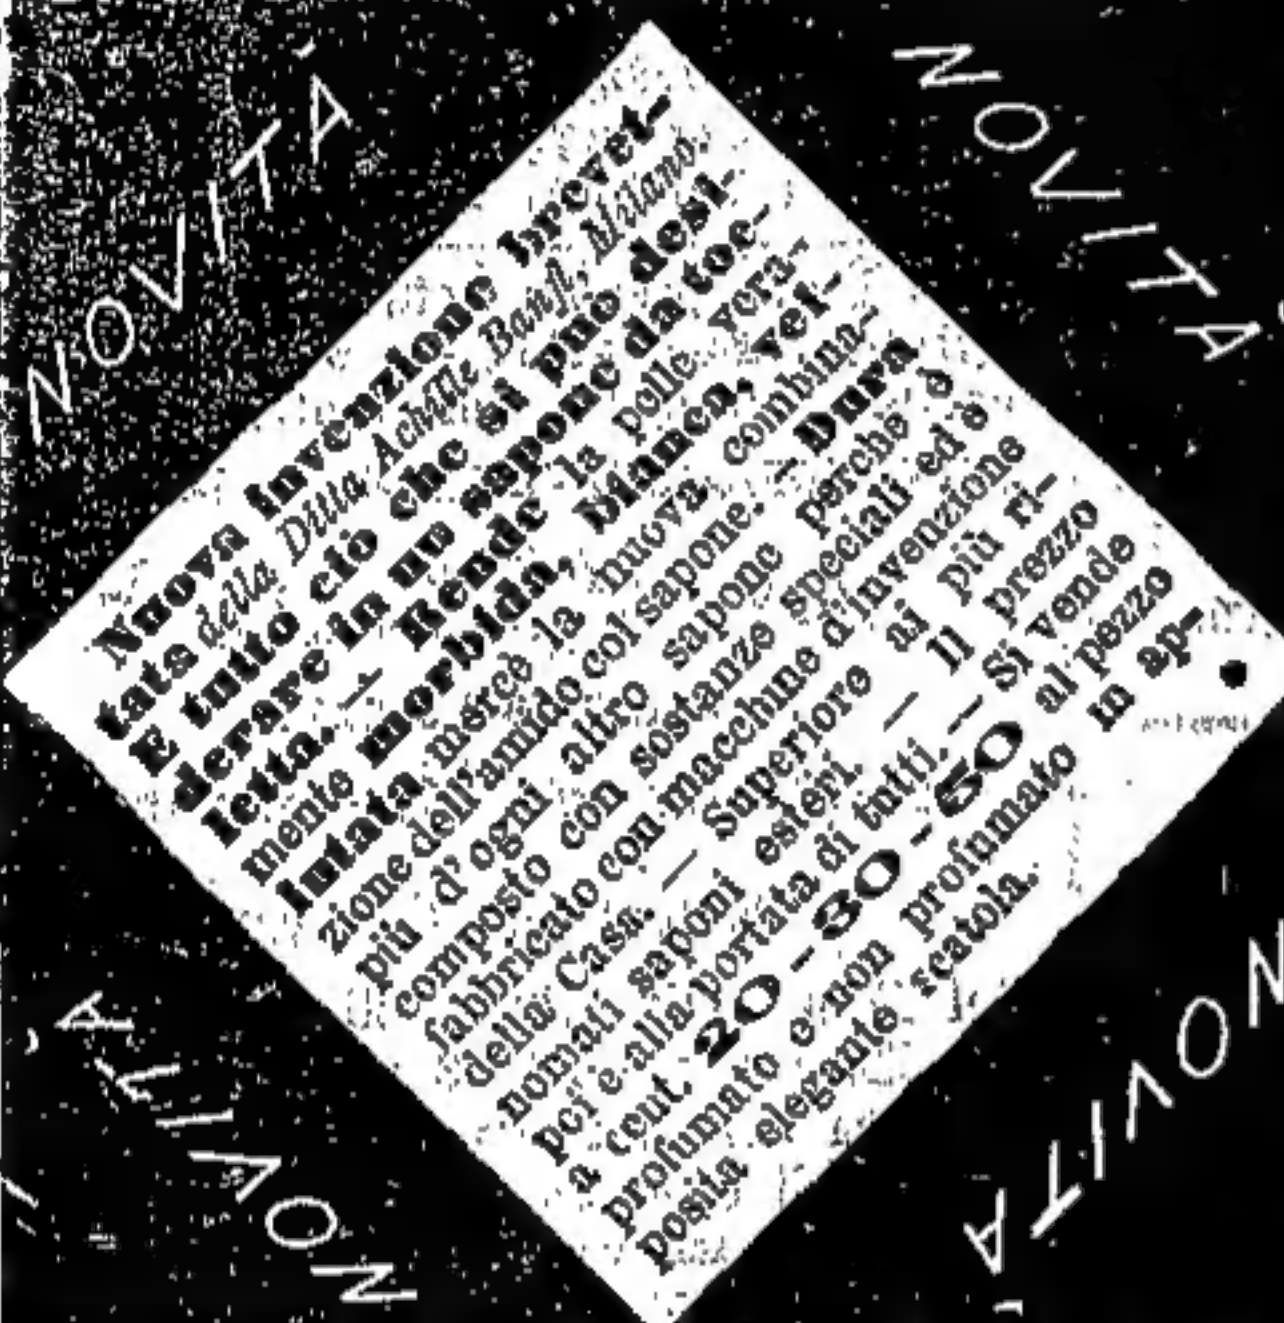 NOVITÀ
NOVITÀ
Nuova invenzione brevet-
tata della Ditta Achille Banfi, Milano.
E tutto ciò che si può desi-
derare in un sapone da toc-
letta. — Rende la pelle vera-
mente morbida, bianca, vel-
lutata mercè la nuova combina-
zione dell'amido col sapone. — Dura
più d'ogni altro sapone perchè è
composto con sostanze speciali ed è
fabbricato con macchine d'invenzione
della Casa. — Superiore ai più ri-
nomati saponi esteri. — Il prezzo
poi e alla portata di tutti. — Si vende
a cent. 20-30-50 al pezzo
profumato e non profumato in ap-
posita elegante scatola.
NOVITÀ
NOVITÀ